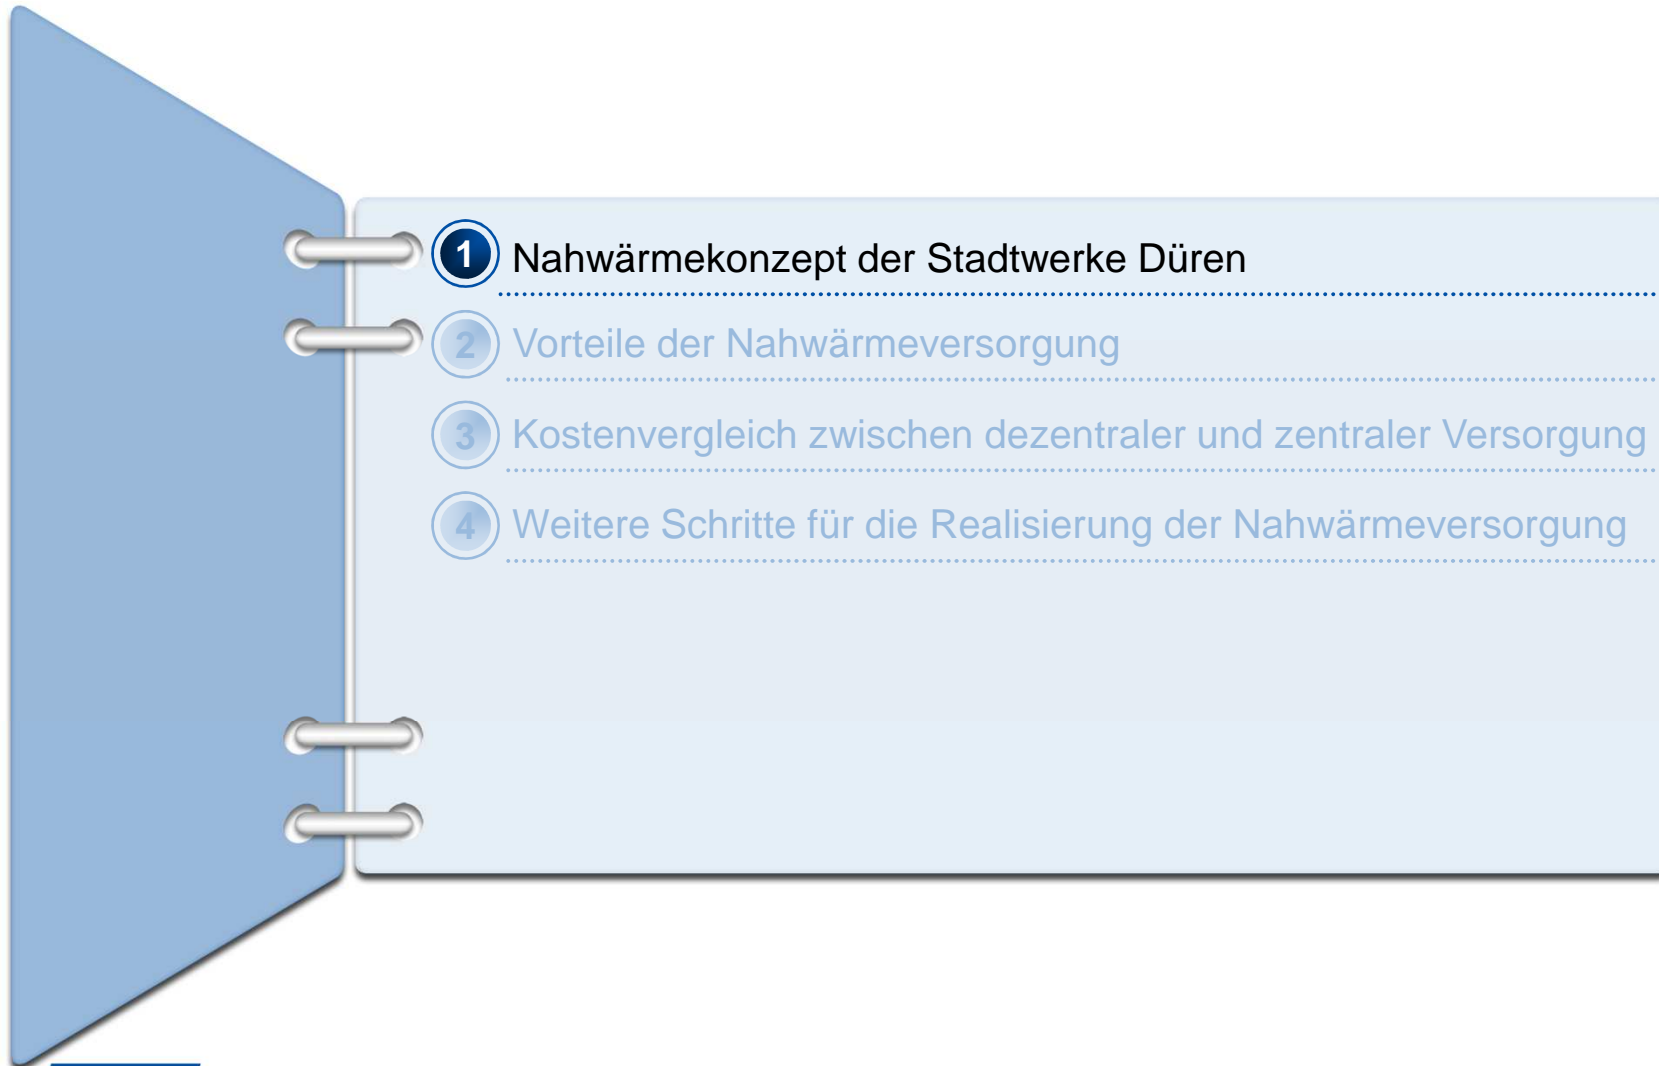 1 Nahwärmekonzept der Stadtwerke Düren
2 Vorteile der Nahwärmeversorgung
3 Kostenvergleich zwischen dezentraler und zentraler Versorgung
4 Weitere Schritte für die Realisierung der Nahwärmeversorgung